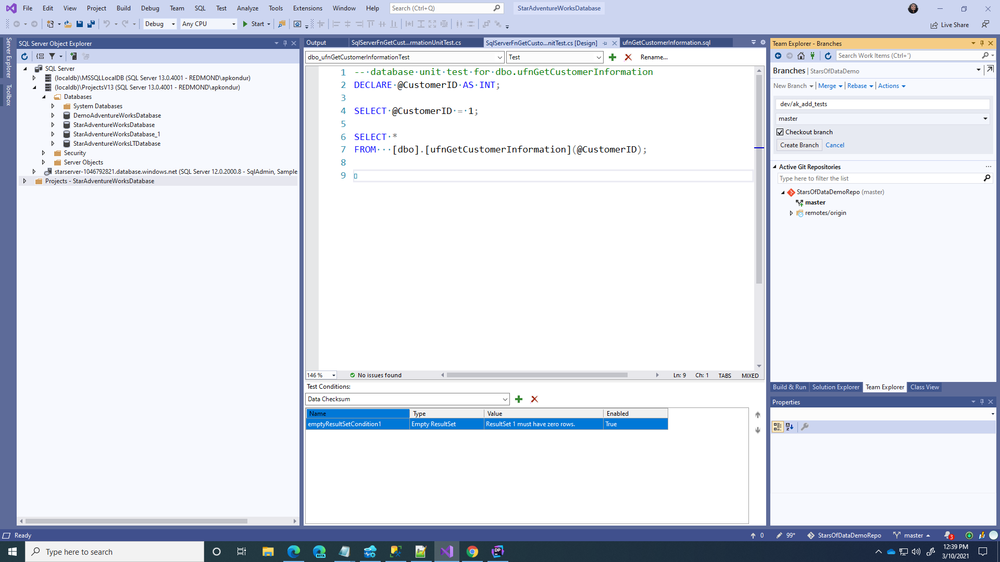 File Edit View Project Build Debug Team SQL Test Analyze Tools Extensions Window Help Search (Ctrl+Q) StarAdventureWorksDatabase
Debug Any CPU Start Live Share
Server Explorer
Toolbox
SQL Server Object Explorer
SQL Server
(localdb)\MSSQLLocalDB (SQL Server 13.0.4001 - REDMOND\apkondur)
(localdb)\ProjectsV13 (SQL Server 13.0.4001 - REDMOND\apkondur)
Databases
System Databases
DemoAdventureWorksDatabase
StarAdventureWorksDatabase
StarAdventureWorksDatabase_1
StarAdventureWorksLTDatabase
Security
Server Objects
starserver-1046792821.database.windows.net (SQL Server 12.0.2000.8 - SqlAdmin, Sample
Projects - StarAdventureWorksDatabase
Output SqlServerFnGetCust...rmationUnitTest.cs SqlServerFnGetCusto...nitTest.cs [Design] ufnGetCustomerInformation.sql
dbo_ufnGetCustomerInformationTest Test Rename...
1 -- database unit test for dbo.ufnGetCustomerInformation
2 DECLARE @CustomerID AS INT;
3
4 SELECT @CustomerID = 1;
5
6 SELECT *
7 FROM   [dbo].[ufnGetCustomerInformation](@CustomerID);
8
9
146 % No issues found Ln: 9 Ch: 1 TABS MIXED
Test Conditions:
Data Checksum
Name Type Value Enabled
emptyResultSetCondition1 Empty ResultSet ResultSet 1 must have zero rows. True
Team Explorer - Branches
Search Work Items (Ctrl+')
Branches | StarsOfDataDemo
New Branch Merge Rebase Actions
dev/ak_add_tests
master
Checkout branch
Create Branch Cancel
Active Git Repositories ...
Type here to filter the list
StarsOfDataDemoRepo (master)
master
remotes/origin
Build & Run Solution Explorer Team Explorer Class View
Properties
Ready 0 99* StarsOfDataDemoRepo master 3
Type here to search BETA DP 12:39 PM
3/10/2021